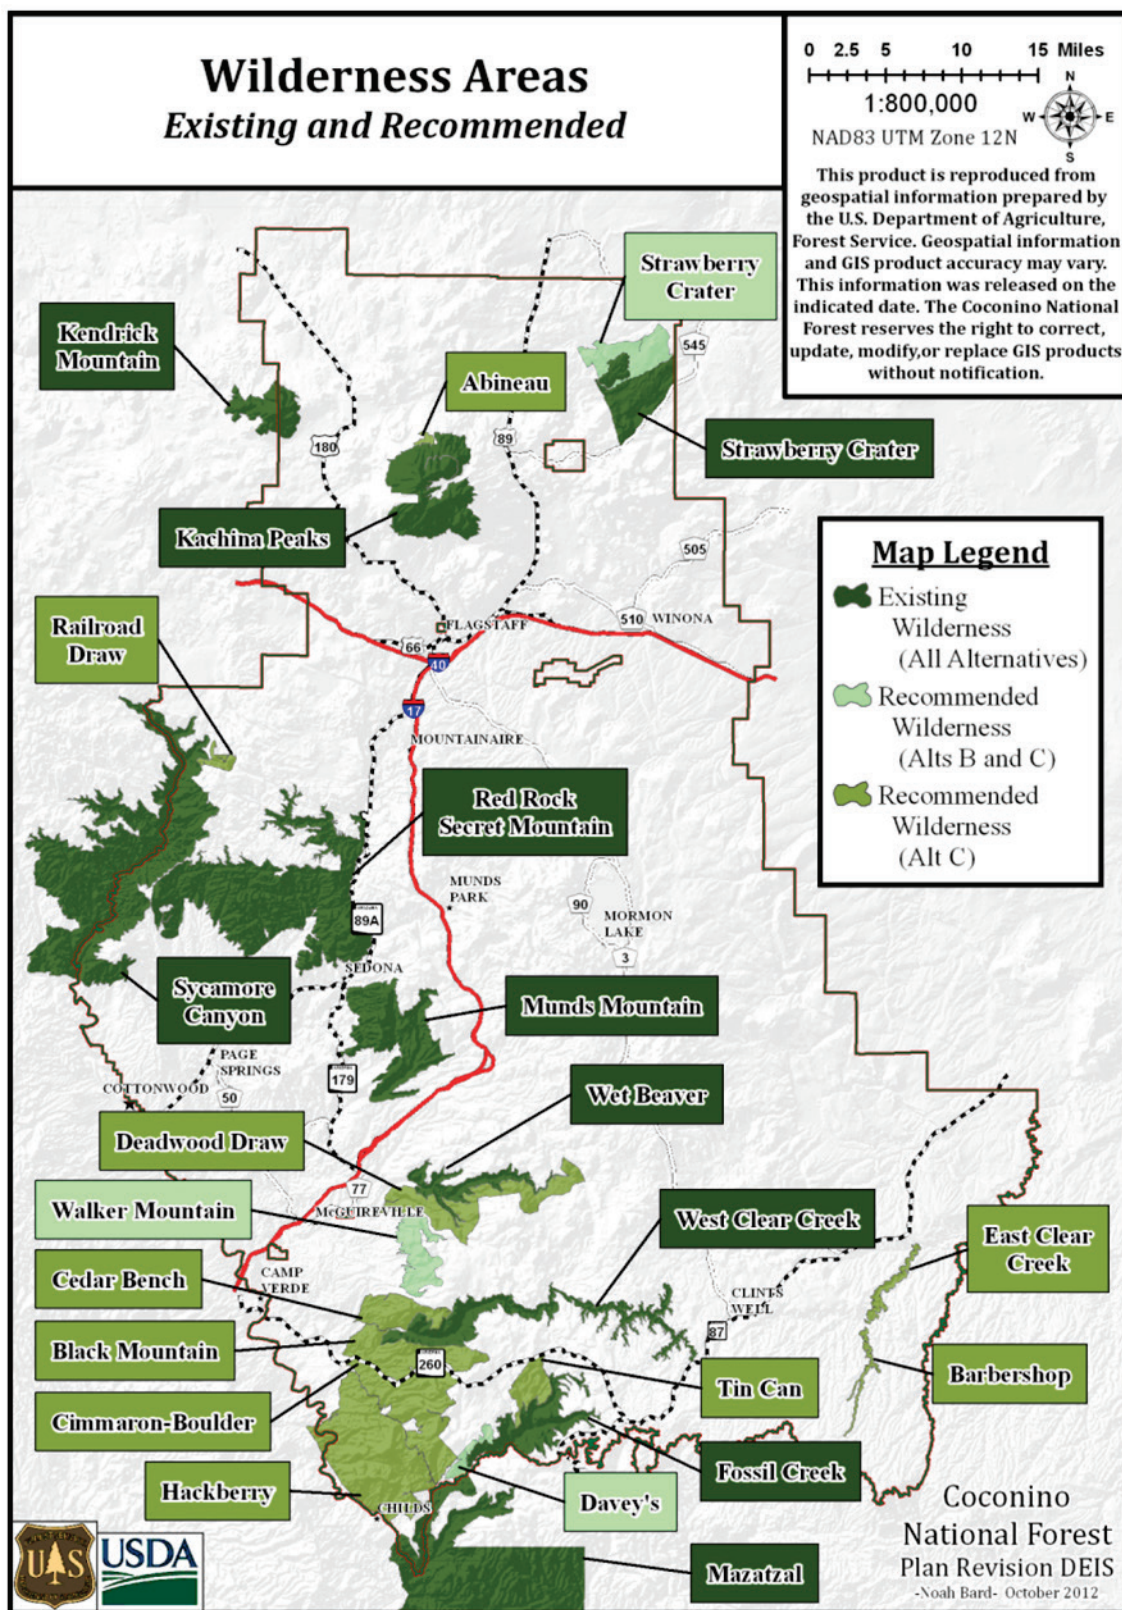 Wilderness Areas
Existing and Recommended
0 2.5 5 10 15 Miles
1:800,000
NAD83 UTM Zone 12N
N
W E
S
This product is reproduced from
geospatial information prepared by
the U.S. Department of Agriculture,
Forest Service. Geospatial information
and GIS product accuracy may vary.
This information was released on the
indicated date. The Coconino National
Forest reserves the right to correct,
update, modify,or replace GIS products
without notification.
Strawberry
Crater
Kendrick
Mountain
545
Abineau
89
180
Strawberry Crater
Kachina Peaks
505
Map Legend
Existing
Wilderness
(All Alternatives)
Recommended
Wilderness
(Alts B and C)
Recommended
Wilderness
(Alt C)
Railroad
Draw
FLAGSTAFF
510
WINONA
66
40
17
MOUNTAINAIRE
Red Rock
Secret Mountain
MUNDS
PARK
90
MORMON
LAKE
89A
3
SEDONA
Sycamore
Canyon
Munds Mountain
PAGE
SPRINGS
179
COTTONWOOD
50
Wet Beaver
Deadwood Draw
77
McGUIREVILLE
Walker Mountain
West Clear Creek
East Clear
Creek
Cedar Bench
CAMP
VERDE
CLINTS
WELL
87
Black Mountain
260
Tin Can
Barbershop
Cimmaron-Boulder
Fossil Creek
Hackberry
Davey's
CHILDS
Coconino
National Forest
Plan Revision DEIS
-Noah Bard- October 2012
Mazatzal
U S
USDA